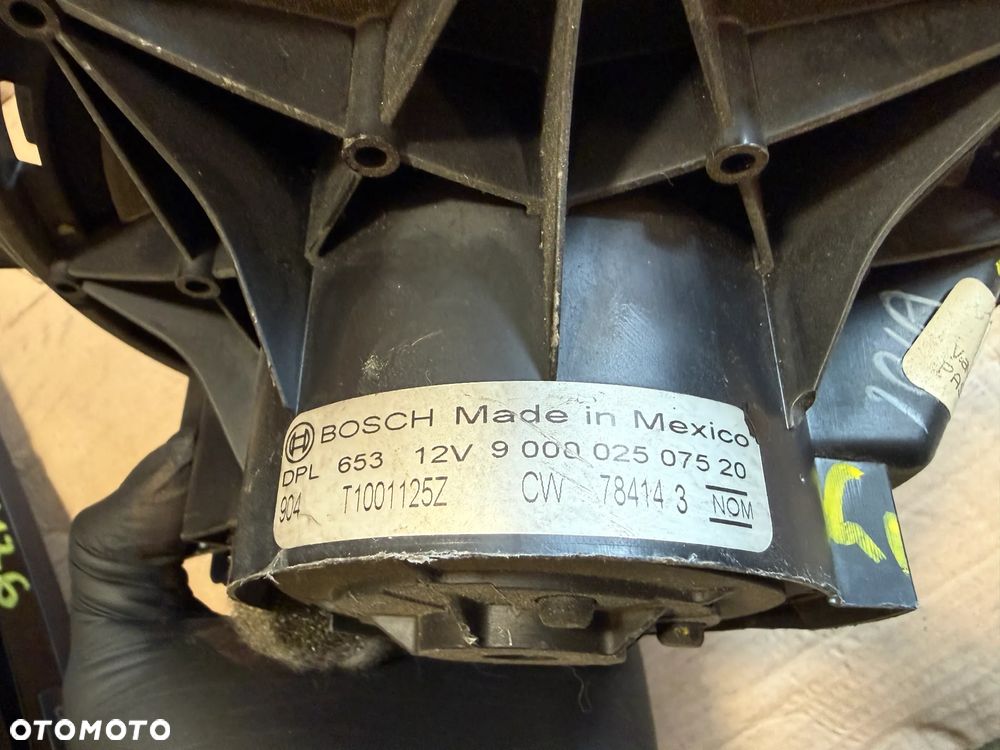 BOSCH Made in Mexico
DPL 653 12V 9 000 025 075 20
904 T1001125Z CW 78414 3 NOM
OTOMOTO